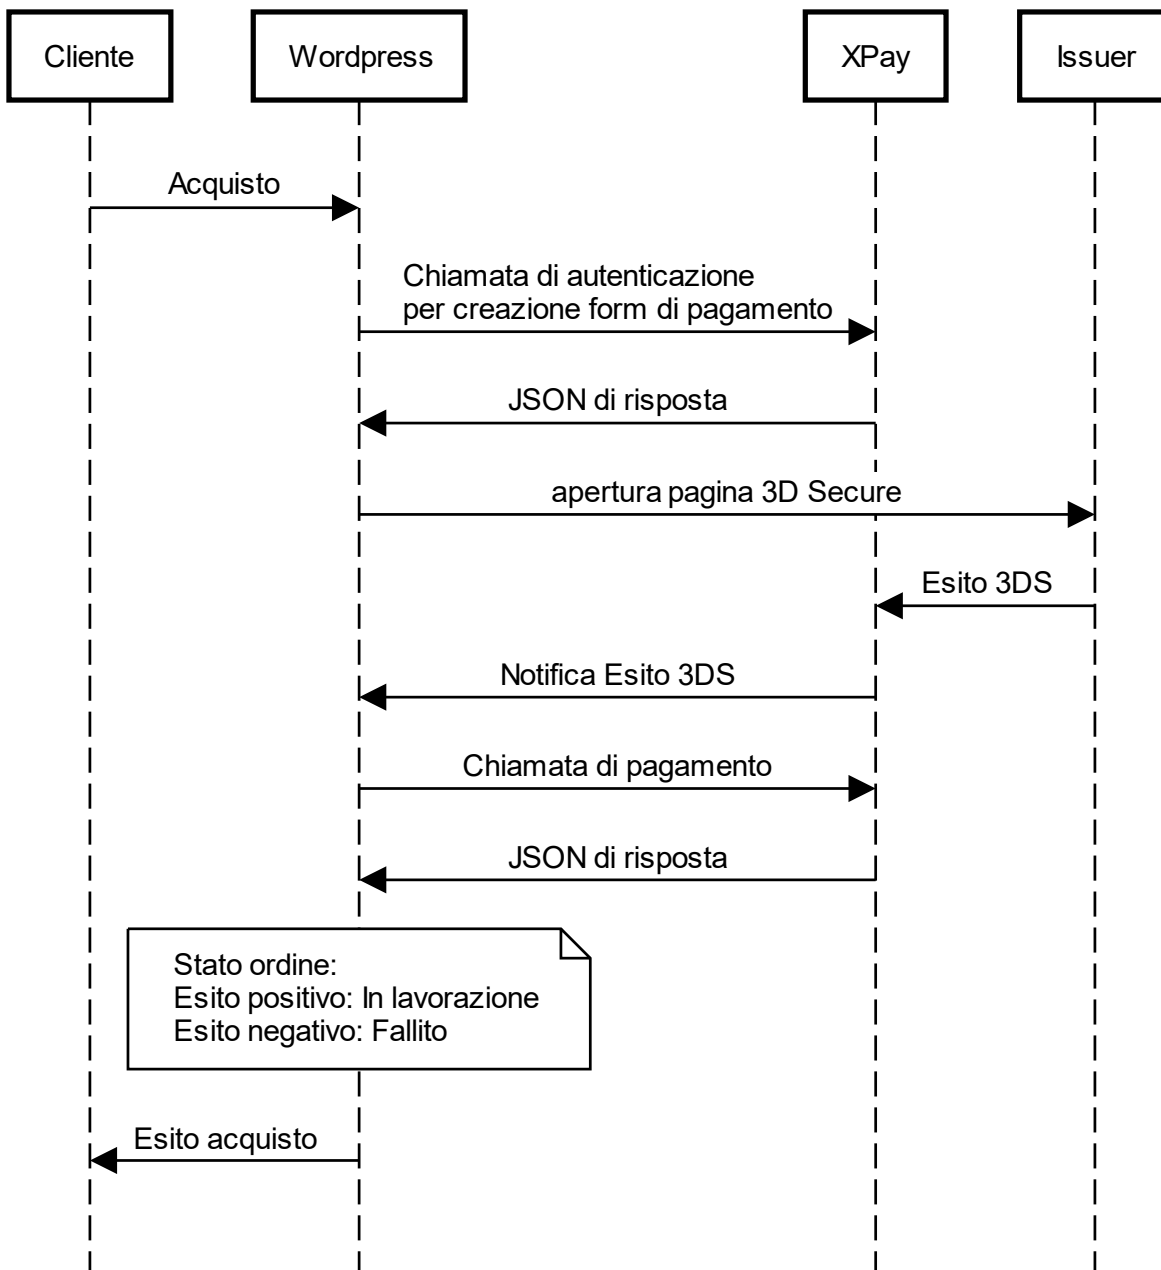 Cliente
Wordpress
XPay
Issuer
Acquisto
Chiamata di autenticazione
per creazione form di pagamento
JSON di risposta
apertura pagina 3D Secure
Esito 3DS
Notifica Esito 3DS
Chiamata di pagamento
JSON di risposta
Stato ordine:
Esito positivo: In lavorazione
Esito negativo: Fallito
Esito acquisto